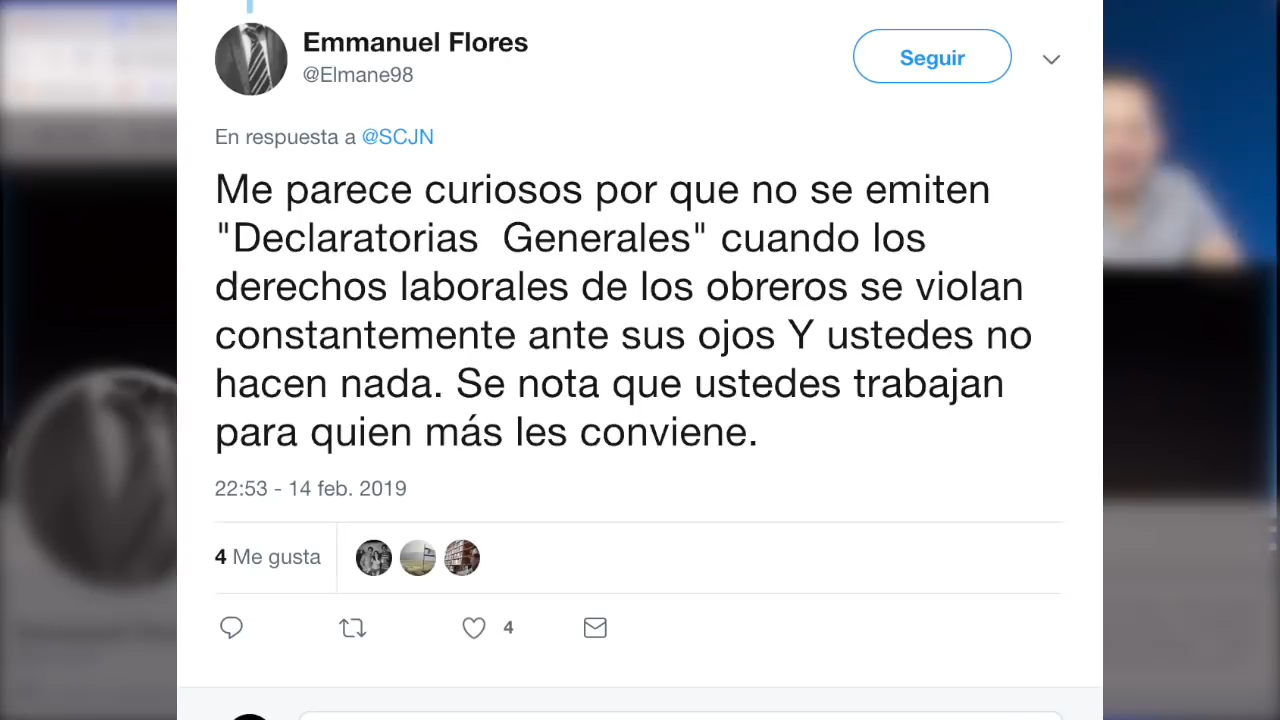 Emmanuel Flores
@Elmane98
Seguir
En respuesta a @SCJN
Me parece curiosos por que no se emiten
"Declaratorias  Generales" cuando los
derechos laborales de los obreros se violan
constantemente ante sus ojos Y ustedes no
hacen nada. Se nota que ustedes trabajan
para quien más les conviene.
22:53 - 14 feb. 2019
4 Me gusta
4